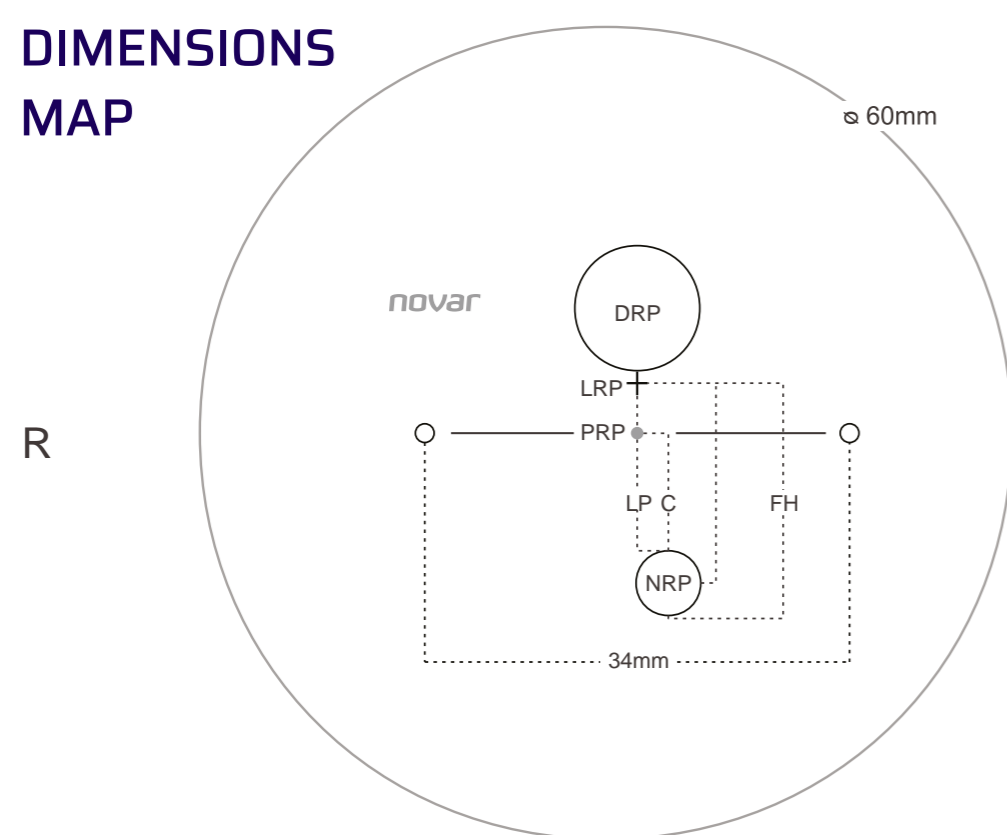 DIMENSIONS
MAP
⌀ 60mm
novar
DRP
LRP
R
PRP
LP C
FH
NRP
34mm